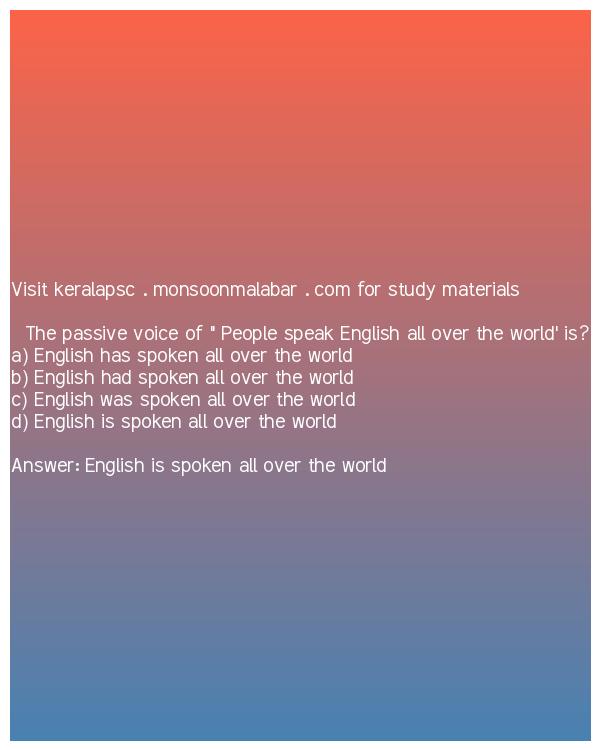 Visit keralapsc . monsoonmalabar . com for study materials
The passive voice of " People speak English all over the world' is?
a) English has spoken all over the world
b) English had spoken all over the world
c) English was spoken all over the world
d) English is spoken all over the world
Answer: English is spoken all over the world